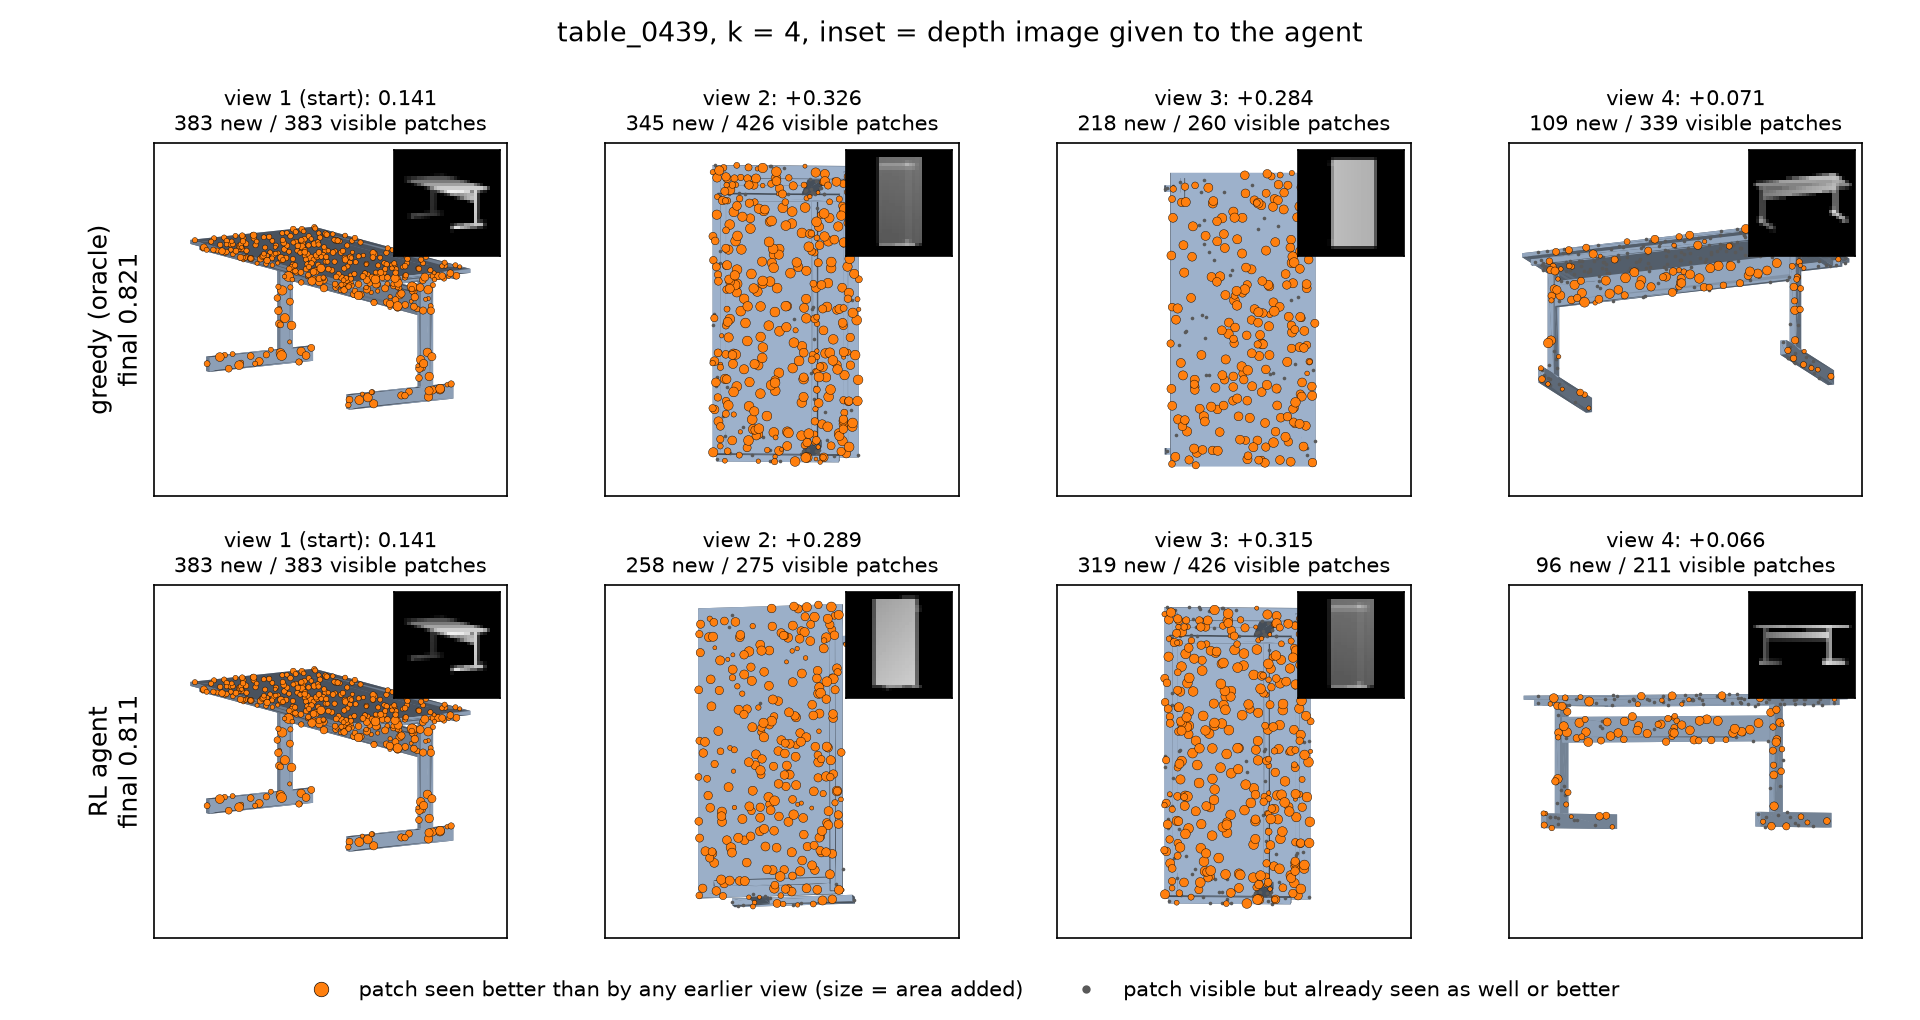 table_0439, k = 4, inset = depth image given to the agent
greedy (oracle)
final 0.821
view 1 (start): 0.141
383 new / 383 visible patches
view 2: +0.326
345 new / 426 visible patches
view 3: +0.284
218 new / 260 visible patches
view 4: +0.071
109 new / 339 visible patches
RL agent
final 0.811
view 1 (start): 0.141
383 new / 383 visible patches
view 2: +0.289
258 new / 275 visible patches
view 3: +0.315
319 new / 426 visible patches
view 4: +0.066
96 new / 211 visible patches
patch seen better than by any earlier view (size = area added)
patch visible but already seen as well or better